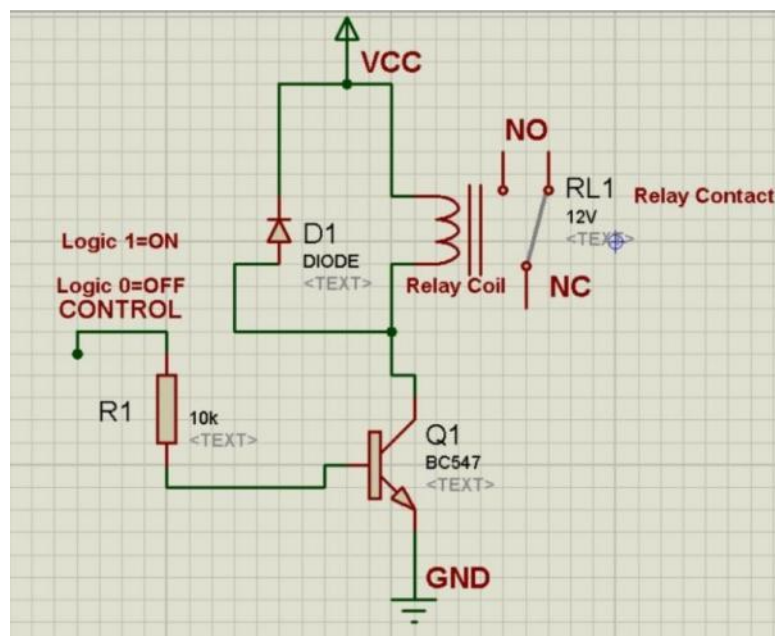 VCC
NO
RL1
Relay Contact
12V
<TEXT>
Logic 1=ON
D1
DIODE
<TEXT>
Relay Coil
NC
Logic 0=OFF
CONTROL
R1
10k
<TEXT>
Q1
BC547
<TEXT>
GND